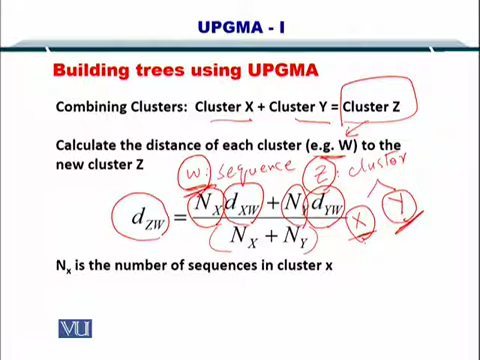 UPGMA - I
Building trees using UPGMA
Combining Clusters: Cluster X + Cluster Y = Cluster Z
Calculate the distance of each cluster (e.g. W) to the
new cluster Z
W: sequence Z: cluster
d_ZW = (N_X d_XW + N_Y d_YW) / (N_X + N_Y)
X Y
N_x is the number of sequences in cluster x
VU